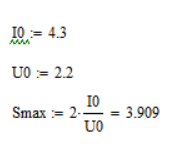 I0 := 4.3
U0 := 2.2
Smax := 2·I0/U0 = 3.909